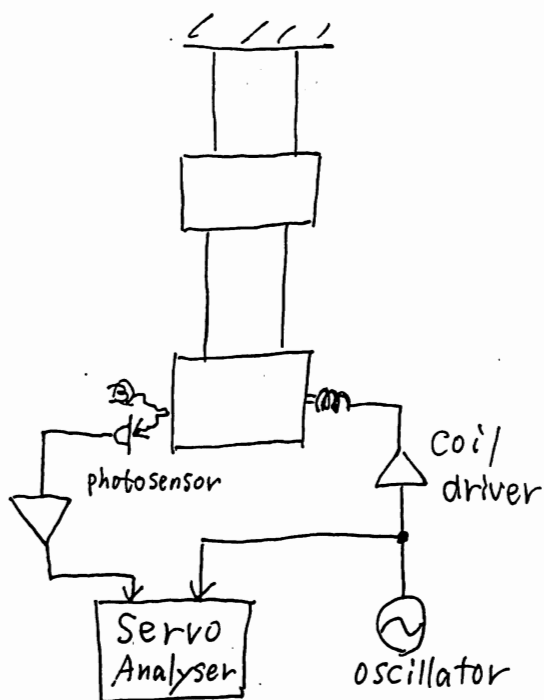 photosensor
coil
driver
Servo
Analyser
oscillator